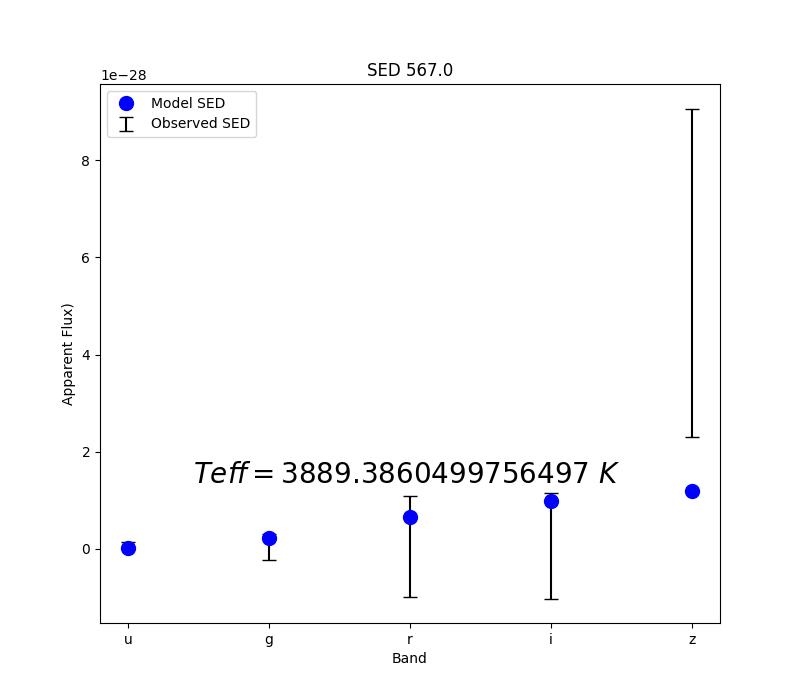 SED 567.0
1e−28
Model SED
Observed SED
8
6
4
2
0
Apparent Flux)
Teff = 3889.3860499756497 K
u g r i z
Band